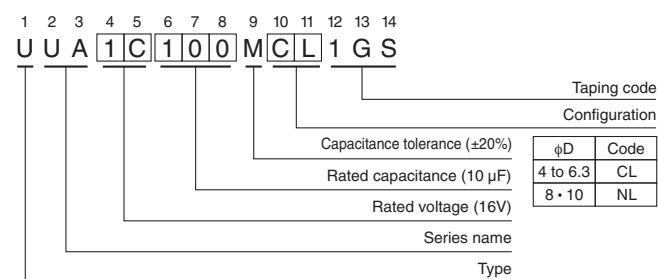 1 2 3 4 5 6 7 8 9 10 11 12 13 14
U U A 1 C 1 0 0 M C L 1 G S
Taping code
Configuration
Capacitance tolerance (±20%)
Rated capacitance (10 µF)
Rated voltage (16V)
Series name
Type
ϕD Code
4 to 6.3 CL
8 • 10 NL